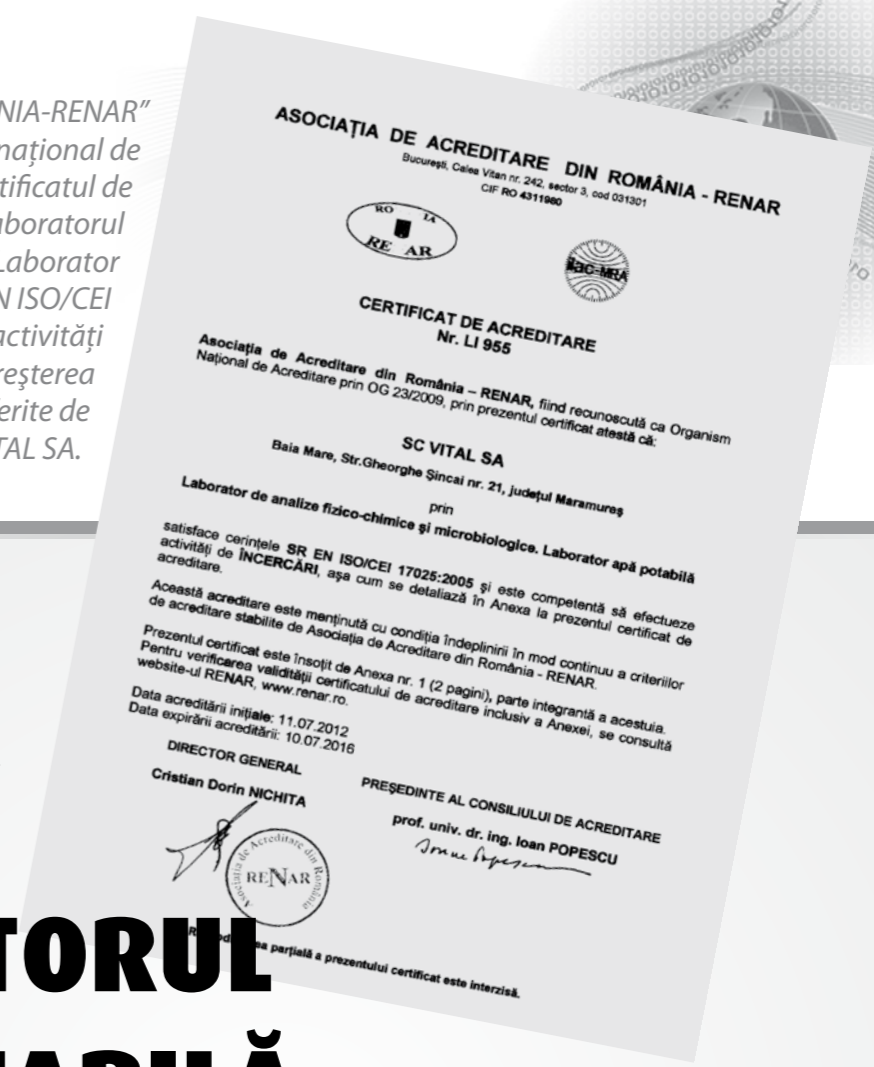 NIA-RENAR”
național de
tificatul de
aboratorul
Laborator
N ISO/CEI
activități
reşterea
ferite de
TAL SA.
ASOCIAȚIA DE ACREDITARE DIN ROMÂNIA - RENAR
București, Calea Vitan nr. 242, sector 3, cod 031301
CIF RO 4311980
RO IA
RE AR
ilac-MRA
CERTIFICAT DE ACREDITARE
Nr. LI 955
Asociația de Acreditare din România – RENAR, fiind recunoscută ca Organism
Național de Acreditare prin OG 23/2009, prin prezentul certificat atestă că:
SC VITAL SA
Baia Mare, Str.Gheorghe Șincai nr. 21, județul Maramureș
prin
Laborator de analize fizico-chimice și microbiologice. Laborator apă potabilă
satisface cerințele SR EN ISO/CEI 17025:2005 și este competentă să efectueze
activități de ÎNCERCĂRI, așa cum se detaliază în Anexa la prezentul certificat de
acreditare.
Această acreditare este menținută cu condiția îndeplinirii în mod continuu a criteriilor
de acreditare stabilite de Asociația de Acreditare din România - RENAR.
Prezentul certificat este însoțit de Anexa nr. 1 (2 pagini), parte integrantă a acestuia.
Pentru verificarea validității certificatului de acreditare inclusiv a Anexei, se consultă
website-ul RENAR, www.renar.ro.
Data acreditării inițiale: 11.07.2012
Data expirării acreditării: 10.07.2016
DIRECTOR GENERAL
Cristian Dorin NICHITA
PREȘEDINTE AL CONSILIULUI DE ACREDITARE
prof. univ. dr. ing. Ioan POPESCU
Asociația de Acreditare din România
RENAR
parțială a prezentului certificat este interzisă.
TORUL